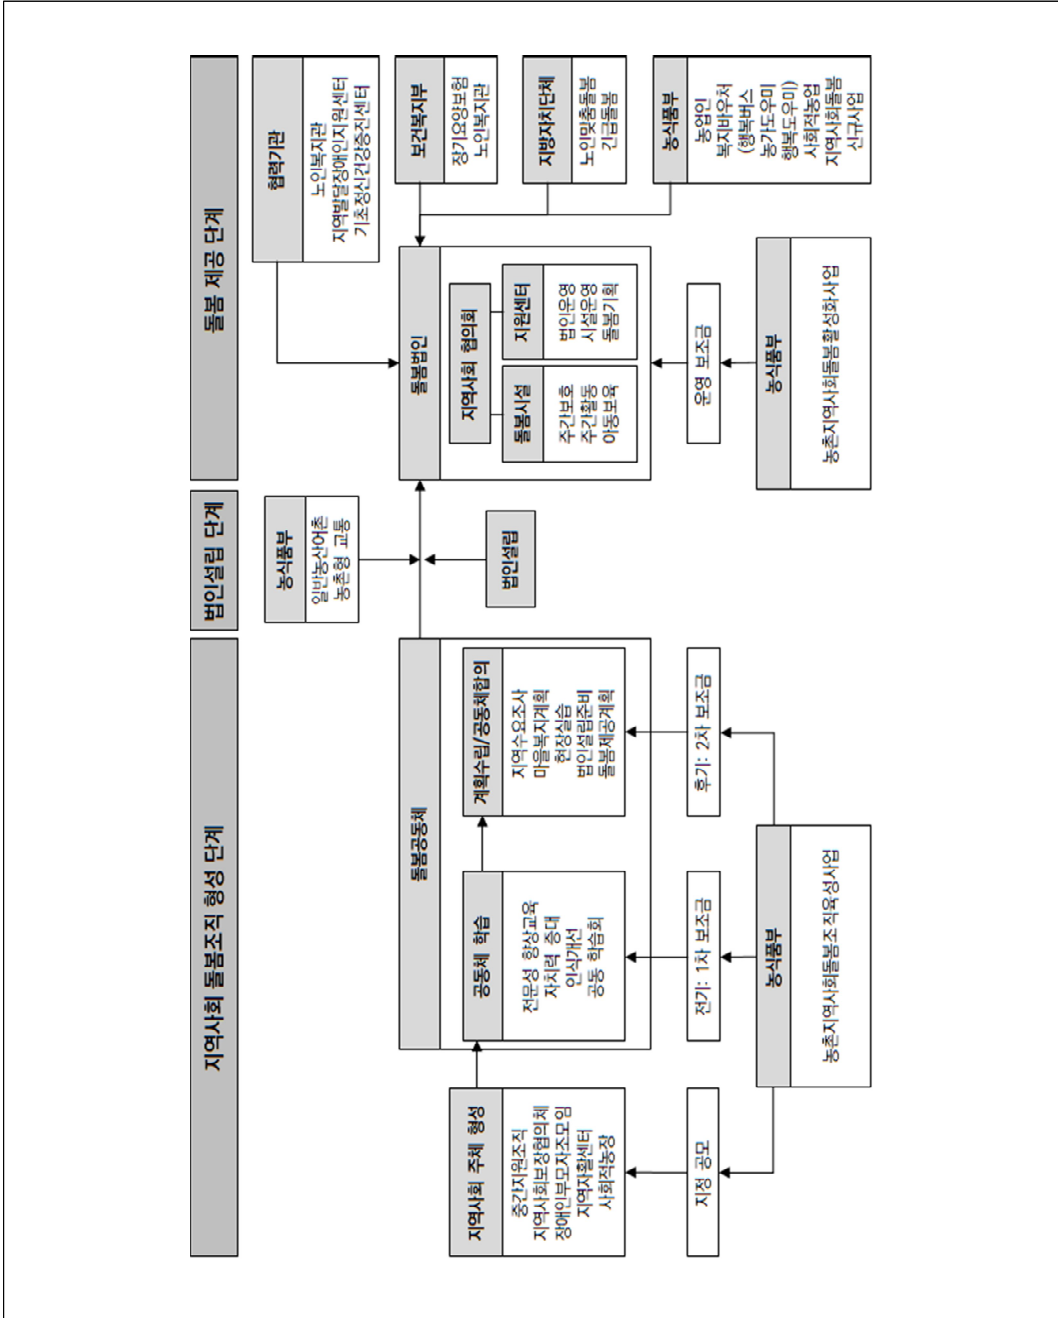 지역사회 돌봄조직 형성 단계
법인설립 단계
돌봄 제공 단계
지역사회 주체 형성
중간지원조직
지역사회보장협의체
장애인부모자조모임
지역자활센터
사회적농장
지정 공모
돌봄공동체
공동체 학습
전문성 향상교육
자치력 증대
인식개선
공동 학습회
전기: 1차 보조금
계획수립/공동체합의
지역수요조사
마을복지계획
현장실습
법인설립준비
돌봄제공계획
후기: 2차 보조금
농식품부
농촌지역사회돌봄조직육성사업
농식품부
일반농산어촌
농촌형 교통
법인설립
협력기관
노인복지관
지역발달장애인지원센터
기초정신건강증진센터
돌봄법인
지역사회 협의회
돌봄시설
주간보호
주간활동
아동보육
지원센터
법인운영
시설운영
돌봄기획
운영 보조금
농식품부
농촌지역사회돌봄활성화사업
보건복지부
장기요양보험
노인복지관
지방자치단체
노인맞춤돌봄
긴급돌봄
농식품부
농업인
복지바우처
(행복버스
농가도우미
행복도우미)
사회적농업
지역사회돌봄
신규사업